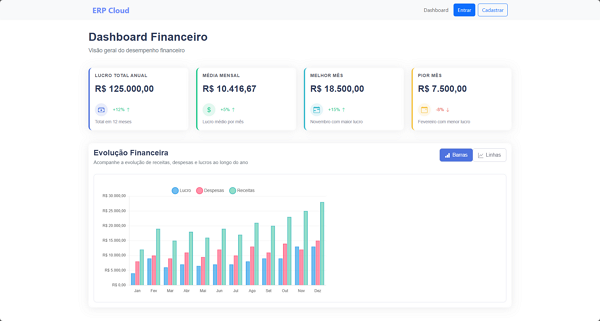 ERP Cloud
Dashboard
Entrar
Cadastrar
Dashboard Financeiro
Visão geral do desempenho financeiro
LUCRO TOTAL ANUAL
R$ 125.000,00
+12% ↑
Total em 12 meses
MÉDIA MENSAL
R$ 10.416,67
+5% ↑
Lucro médio por mês
MELHOR MÊS
R$ 18.500,00
+15% ↑
Novembro com maior lucro
PIOR MÊS
R$ 7.500,00
-8% ↓
Fevereiro com menor lucro
Evolução Financeira
Acompanhe a evolução de receitas, despesas e lucros ao longo do ano
Barras
Linhas
Lucro
Despesas
Receitas
R$ 30.000,00
R$ 25.000,00
R$ 20.000,00
R$ 15.000,00
R$ 10.000,00
R$ 5.000,00
R$ 0,00
Jan Fev Mar Abr Mai Jun Jul Ago Set Out Nov Dez